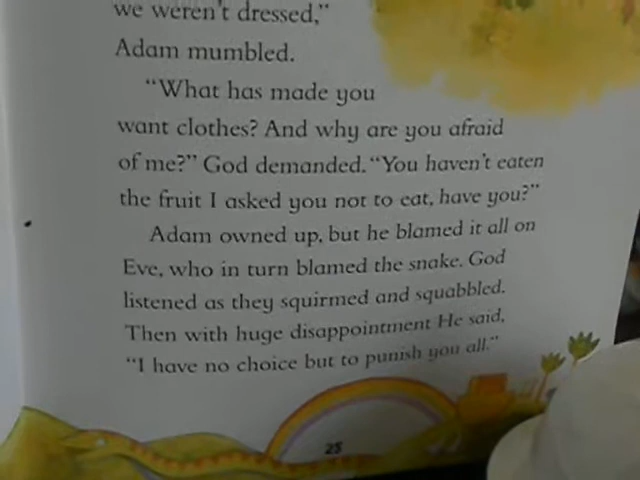 we weren't dressed,"
Adam mumbled.
"What has made you
want clothes? And why are you afraid
of me?" God demanded. "You haven't eaten
the fruit I asked you not to eat, have you?"
Adam owned up, but he blamed it all on
Eve, who in turn blamed the snake. God
listened as they squirmed and squabbled.
Then with huge disappointment He said,
"I have no choice but to punish you all."
25